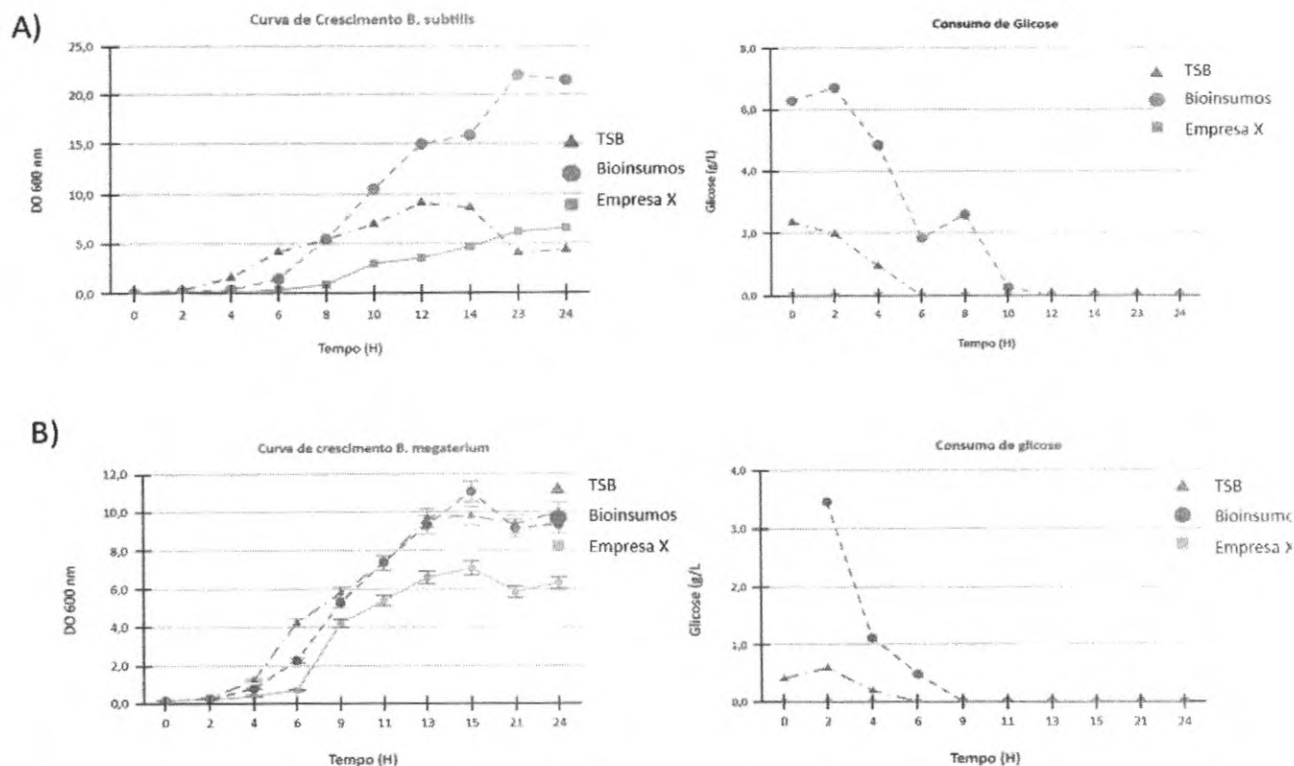 A)
Curva de Crescimento B. subtilis
DO 600 nm
25,0
20,0
15,0
10,0
5,0
0,0
0 2 4 6 8 10 12 14 23 24
Tempo (H)
TSB
Bioinsumos
Empresa X
Consumo de Glicose
Glicose (g/L)
8,0
6,0
4,0
2,0
0,0
0 2 4 6 8 10 12 14 23 24
Tempo (H)
TSB
Bioinsumos
Empresa X
B)
Curva de crescimento B. megaterium
DO 600 nm
12,0
10,0
8,0
6,0
4,0
2,0
0,0
0 2 4 6 9 11 13 15 21 24
Tempo (H)
TSB
Bioinsumos
Empresa X
Consumo de glicose
Glicose (g/L
4,0
3,0
2,0
1,0
0,0
0 2 4 6 9 11 13 15 21 24
Tempo (H)
TSB
Bioinsumo
Empresa X